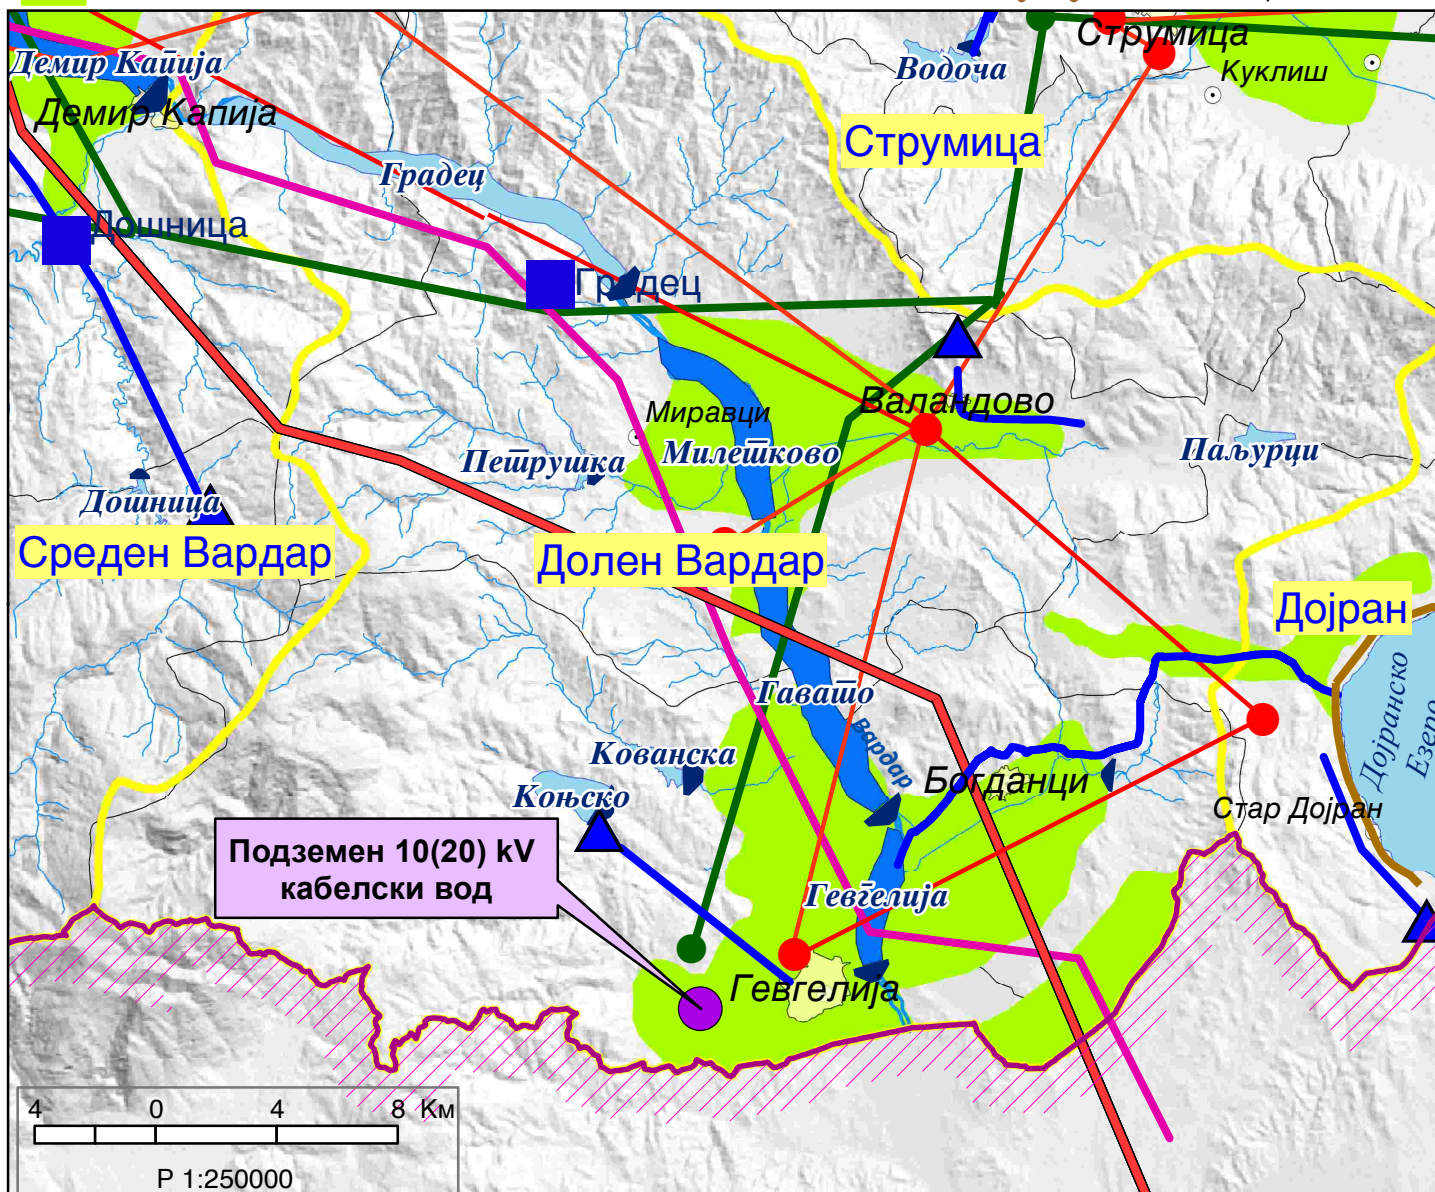 Струмица
Демир Капија
Водоча
Куклиш
Демир Капија
Струмица
Градец
Дошница
Градец
Валандово
Миравци
Милешково
Паљурци
Петрушка
Дошница
Среден Вардар
Долен Вардар
Дојран
Дојранско
Езеро
Гавато
Вардар
Кованска
Богданци
Коњско
Стар Дојран
Подземен 10(20) kV
кабелски вод
Гевгелија
Гевгелија
4 0 4 8 Км
Р 1:250000